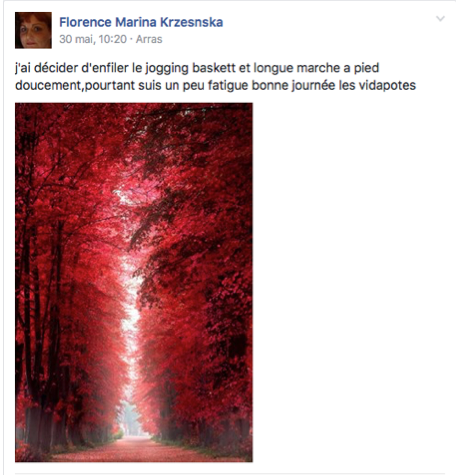 Florence Marina Krzesnska
30 mai, 10:20 · Arras
j'ai décider d'enfiler le jogging baskett et longue marche a pied
doucement,pourtant suis un peu fatigue bonne journée les vidapotes